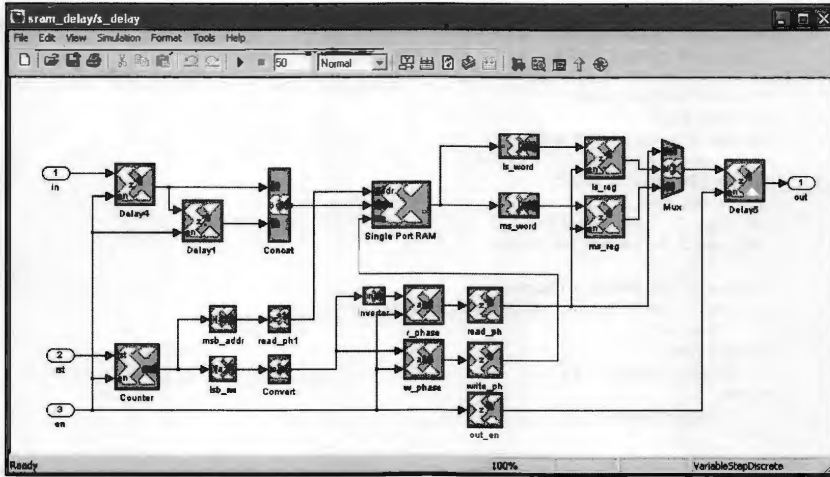 sram_delay/s_delay
File Edit View Simulation Format Tools Help
50 Normal
1
in
Delay4
Delay1
Concat
addr.
Single Port RAM
ls_word
ms_word
ls_reg
ms_reg
Mux
Delay5
1
out
msb_addr
read_ph1
nverter
r_phase
read_ph
2
rst
Counter
Convert
w_phase
write_ph
3
en
out_en
Ready 100% VariableStepDiscrete